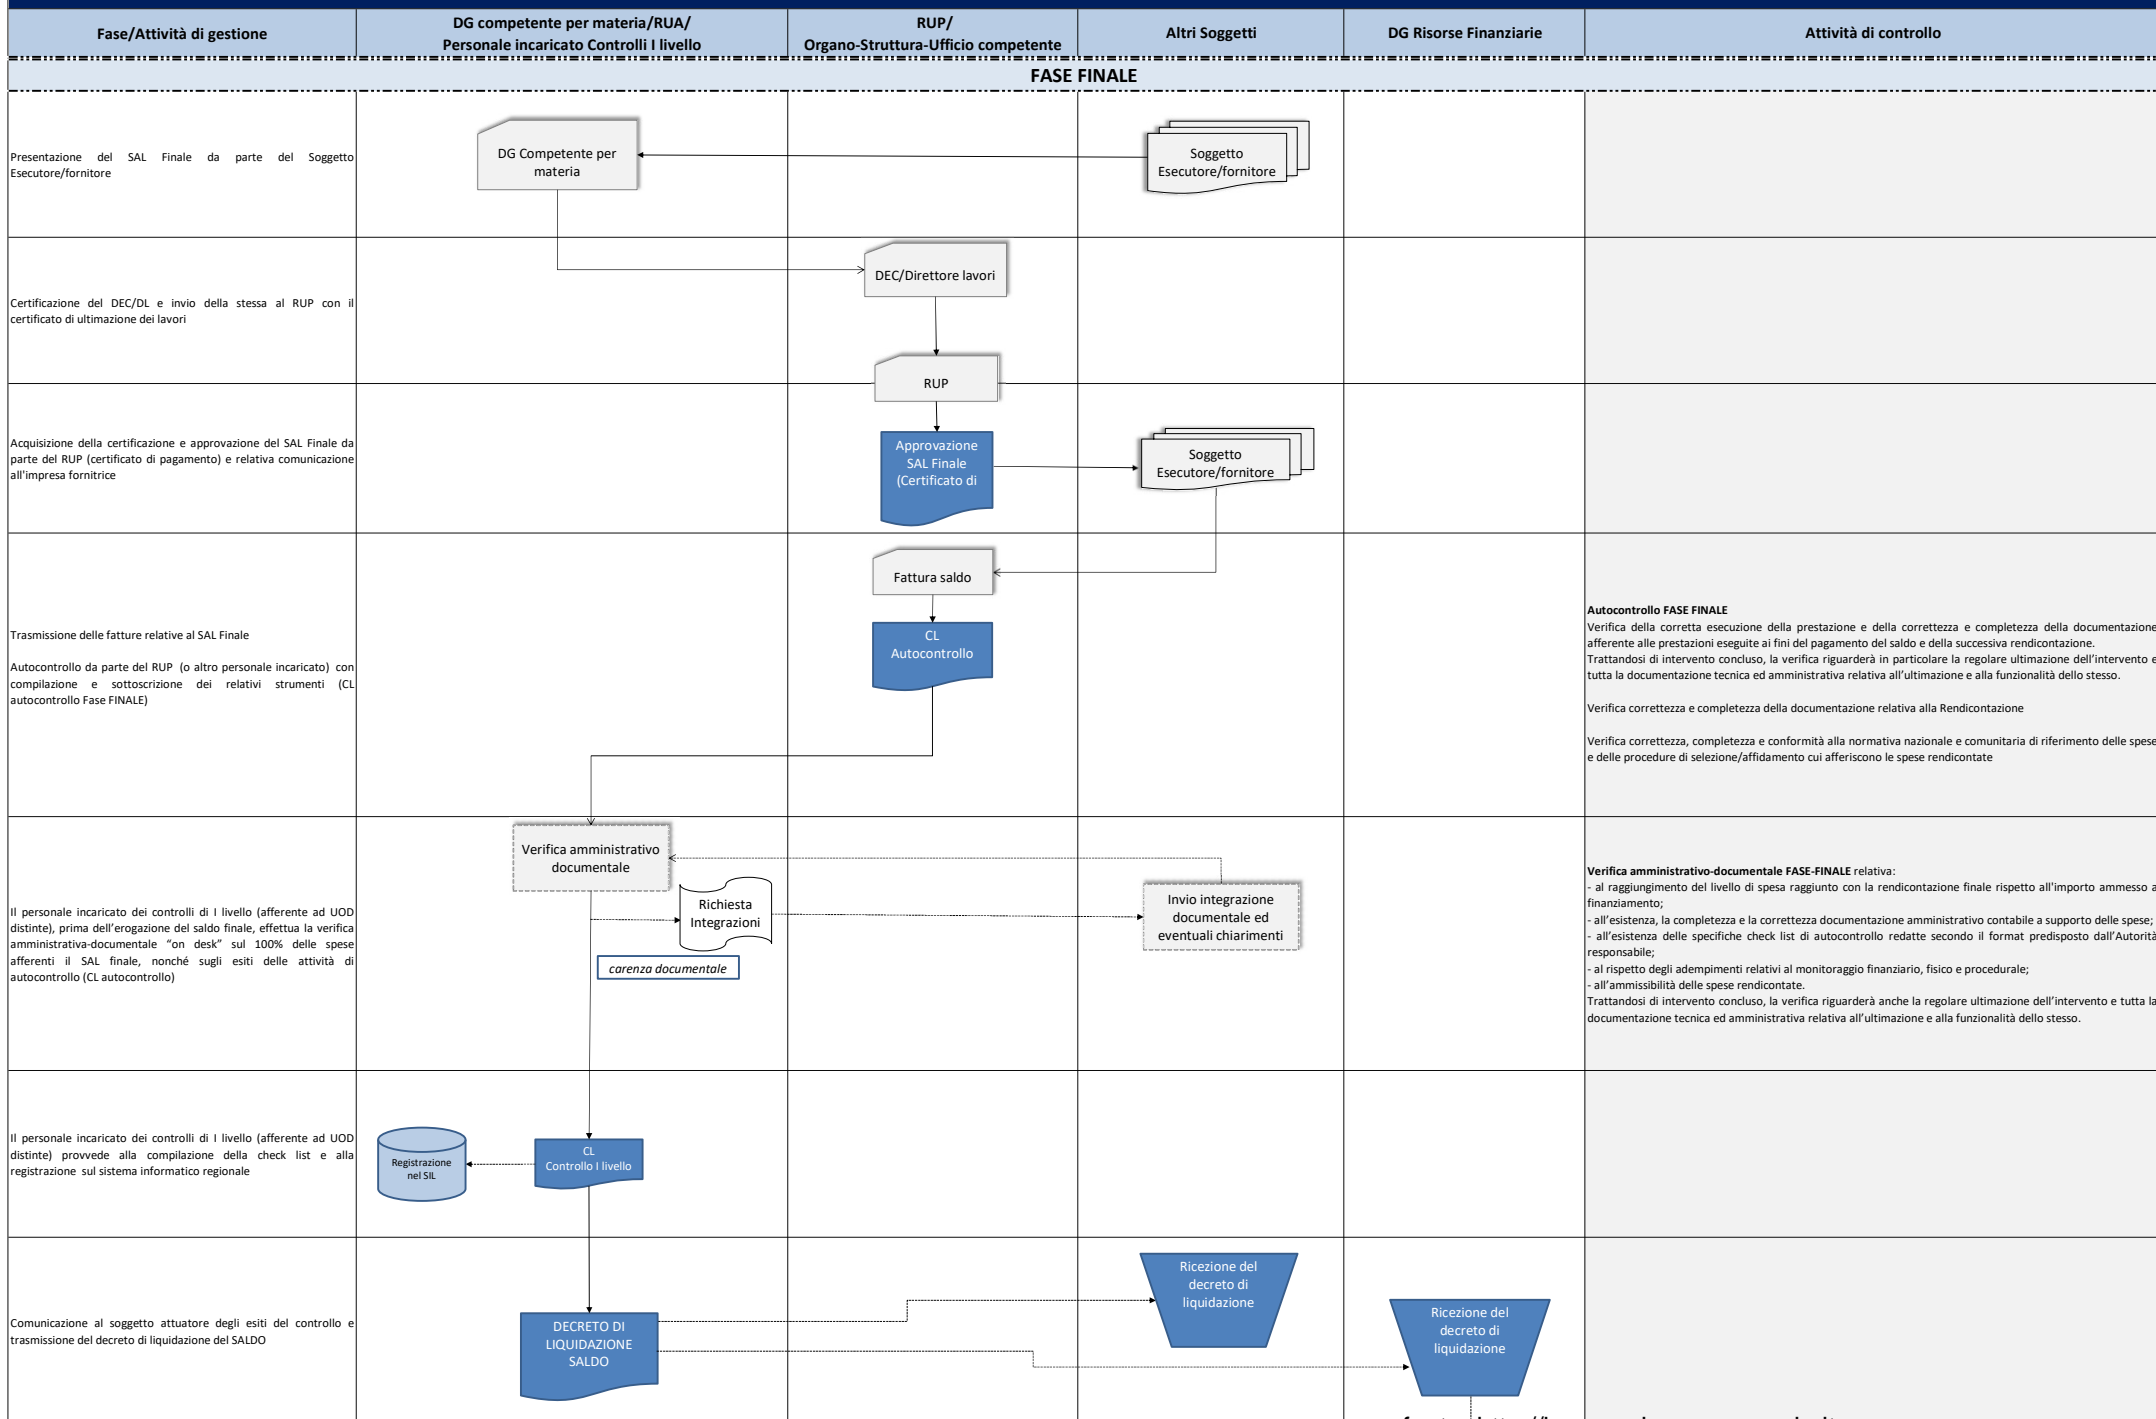 Fase/Attività di gestione
DG competente per materia/RUA/
Personale incaricato Controlli I livello
RUP/
Organo-Struttura-Ufficio competente
Altri Soggetti
DG Risorse Finanziarie
Attività di controllo
FASE FINALE
Presentazione del SAL Finale da parte del Soggetto
Esecutore/fornitore
DG Competente per
materia
Soggetto
Esecutore/fornitore
Certificazione del DEC/DL e invio della stessa al RUP con il
certificato di ultimazione dei lavori
DEC/Direttore lavori
RUP
Acquisizione della certificazione e approvazione del SAL Finale da
parte del RUP (certificato di pagamento) e relativa comunicazione
all'impresa fornitrice
Approvazione
SAL Finale
(Certificato di
Soggetto
Esecutore/fornitore
Trasmissione delle fatture relative al SAL Finale
Autocontrollo da parte del RUP (o altro personale incaricato) con
compilazione e sottoscrizione dei relativi strumenti (CL
autocontrollo Fase FINALE)
Fattura saldo
CL
Autocontrollo
Autocontrollo FASE FINALE
Verifica della corretta esecuzione della prestazione e della correttezza e completezza della documentazione
afferente alle prestazioni eseguite ai fini del pagamento del saldo e della successiva rendicontazione.
Trattandosi di intervento concluso, la verifica riguarderà in particolare la regolare ultimazione dell'intervento e
tutta la documentazione tecnica ed amministrativa relativa all'ultimazione e alla funzionalità dello stesso.
Verifica correttezza e completezza della documentazione relativa alla Rendicontazione
Verifica correttezza, completezza e conformità alla normativa nazionale e comunitaria di riferimento delle spese
e delle procedure di selezione/affidamento cui afferiscono le spese rendicontate
Il personale incaricato dei controlli di I livello (afferente ad UOD
distinte), prima dell'erogazione del saldo finale, effettua la verifica
amministrativa-documentale "on desk" sul 100% delle spese
afferenti il SAL finale, nonché sugli esiti delle attività di
autocontrollo (CL autocontrollo)
Verifica amministrativo
documentale
Richiesta
Integrazioni
carenza documentale
Invio integrazione
documentale ed
eventuali chiarimenti
Verifica amministrativo-documentale FASE-FINALE relativa:
- al raggiungimento del livello di spesa raggiunto con la rendicontazione finale rispetto all'importo ammesso a
finanziamento;
- all'esistenza, la completezza e la correttezza documentazione amministrativo contabile a supporto delle spese;
- all'esistenza delle specifiche check list di autocontrollo redatte secondo il format predisposto dall'Autorità
responsabile;
- al rispetto degli adempimenti relativi al monitoraggio finanziario, fisico e procedurale;
- all'ammissibilità delle spese rendicontate.
Trattandosi di intervento concluso, la verifica riguarderà anche la regolare ultimazione dell'intervento e tutta la
documentazione tecnica ed amministrativa relativa all'ultimazione e alla funzionalità dello stesso.
Il personale incaricato dei controlli di I livello (afferente ad UOD
distinte) provvede alla compilazione della check list e alla
registrazione sul sistema informatico regionale
Registrazione
nel SIL
CL
Controllo I livello
Comunicazione al soggetto attuatore degli esiti del controllo e
trasmissione del decreto di liquidazione del SALDO
DECRETO DI
LIQUIDAZIONE
SALDO
Ricezione del
decreto di
liquidazione
Ricezione del
decreto di
liquidazione